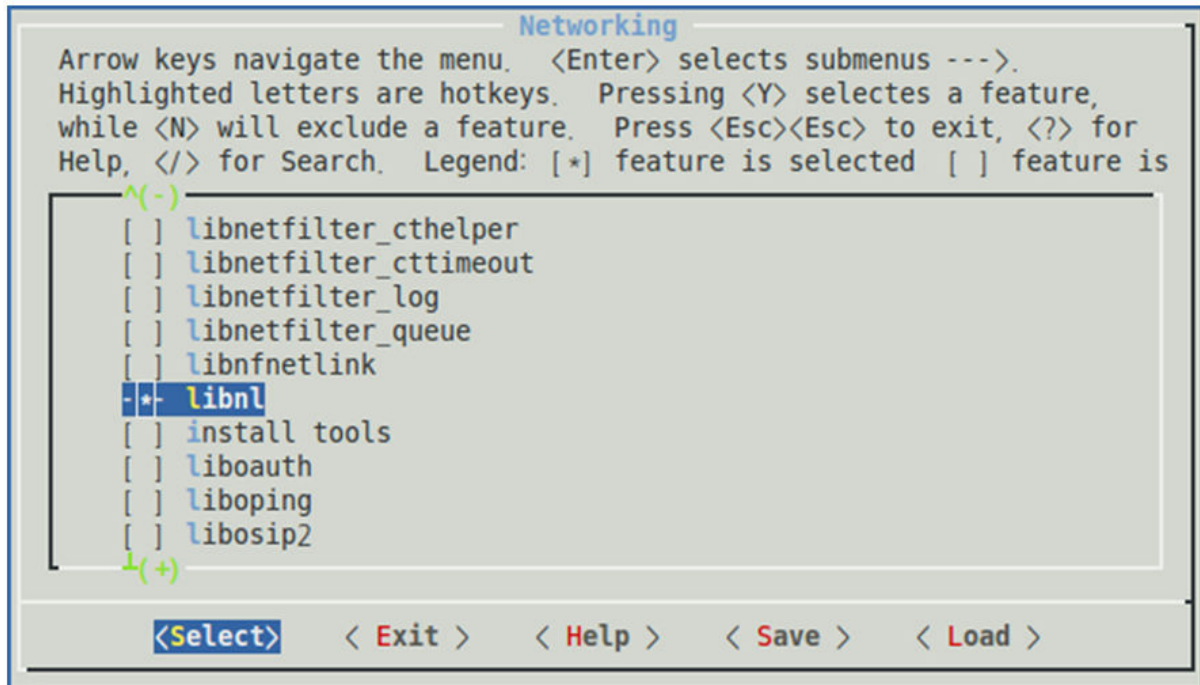 Networking
Arrow keys navigate the menu.  <Enter> selects submenus --->.
Highlighted letters are hotkeys.  Pressing <Y> selectes a feature,
while <N> will exclude a feature.  Press <Esc><Esc> to exit, <?> for
Help, </> for Search.  Legend: [*] feature is selected  [ ] feature is
^(-)
[ ] libnetfilter_cthelper
[ ] libnetfilter_cttimeout
[ ] libnetfilter_log
[ ] libnetfilter_queue
[ ] libnfnetlink
-*- libnl
[ ] install tools
[ ] liboauth
[ ] liboping
[ ] libosip2
┴(+)
<Select>    < Exit >    < Help >    < Save >    < Load >